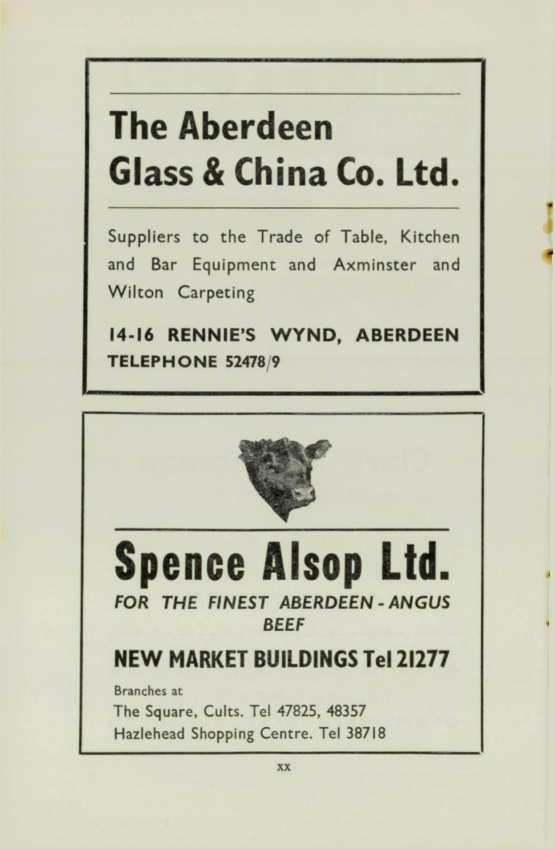 The Aberdeen
Glass & China Co. Ltd.
Suppliers to the Trade of Table, Kitchen
and Bar Equipment and Axminster and
Wilton Carpeting
14-16 RENNIE'S WYND, ABERDEEN
TELEPHONE 52478/9
Spence Alsop Ltd.
FOR THE FINEST ABERDEEN - ANGUS
BEEF
NEW MARKET BUILDINGS Tel 21277
Branches at
The Square, Cults. Tel 47825, 48357
Hazlehead Shopping Centre. Tel 38718
xx